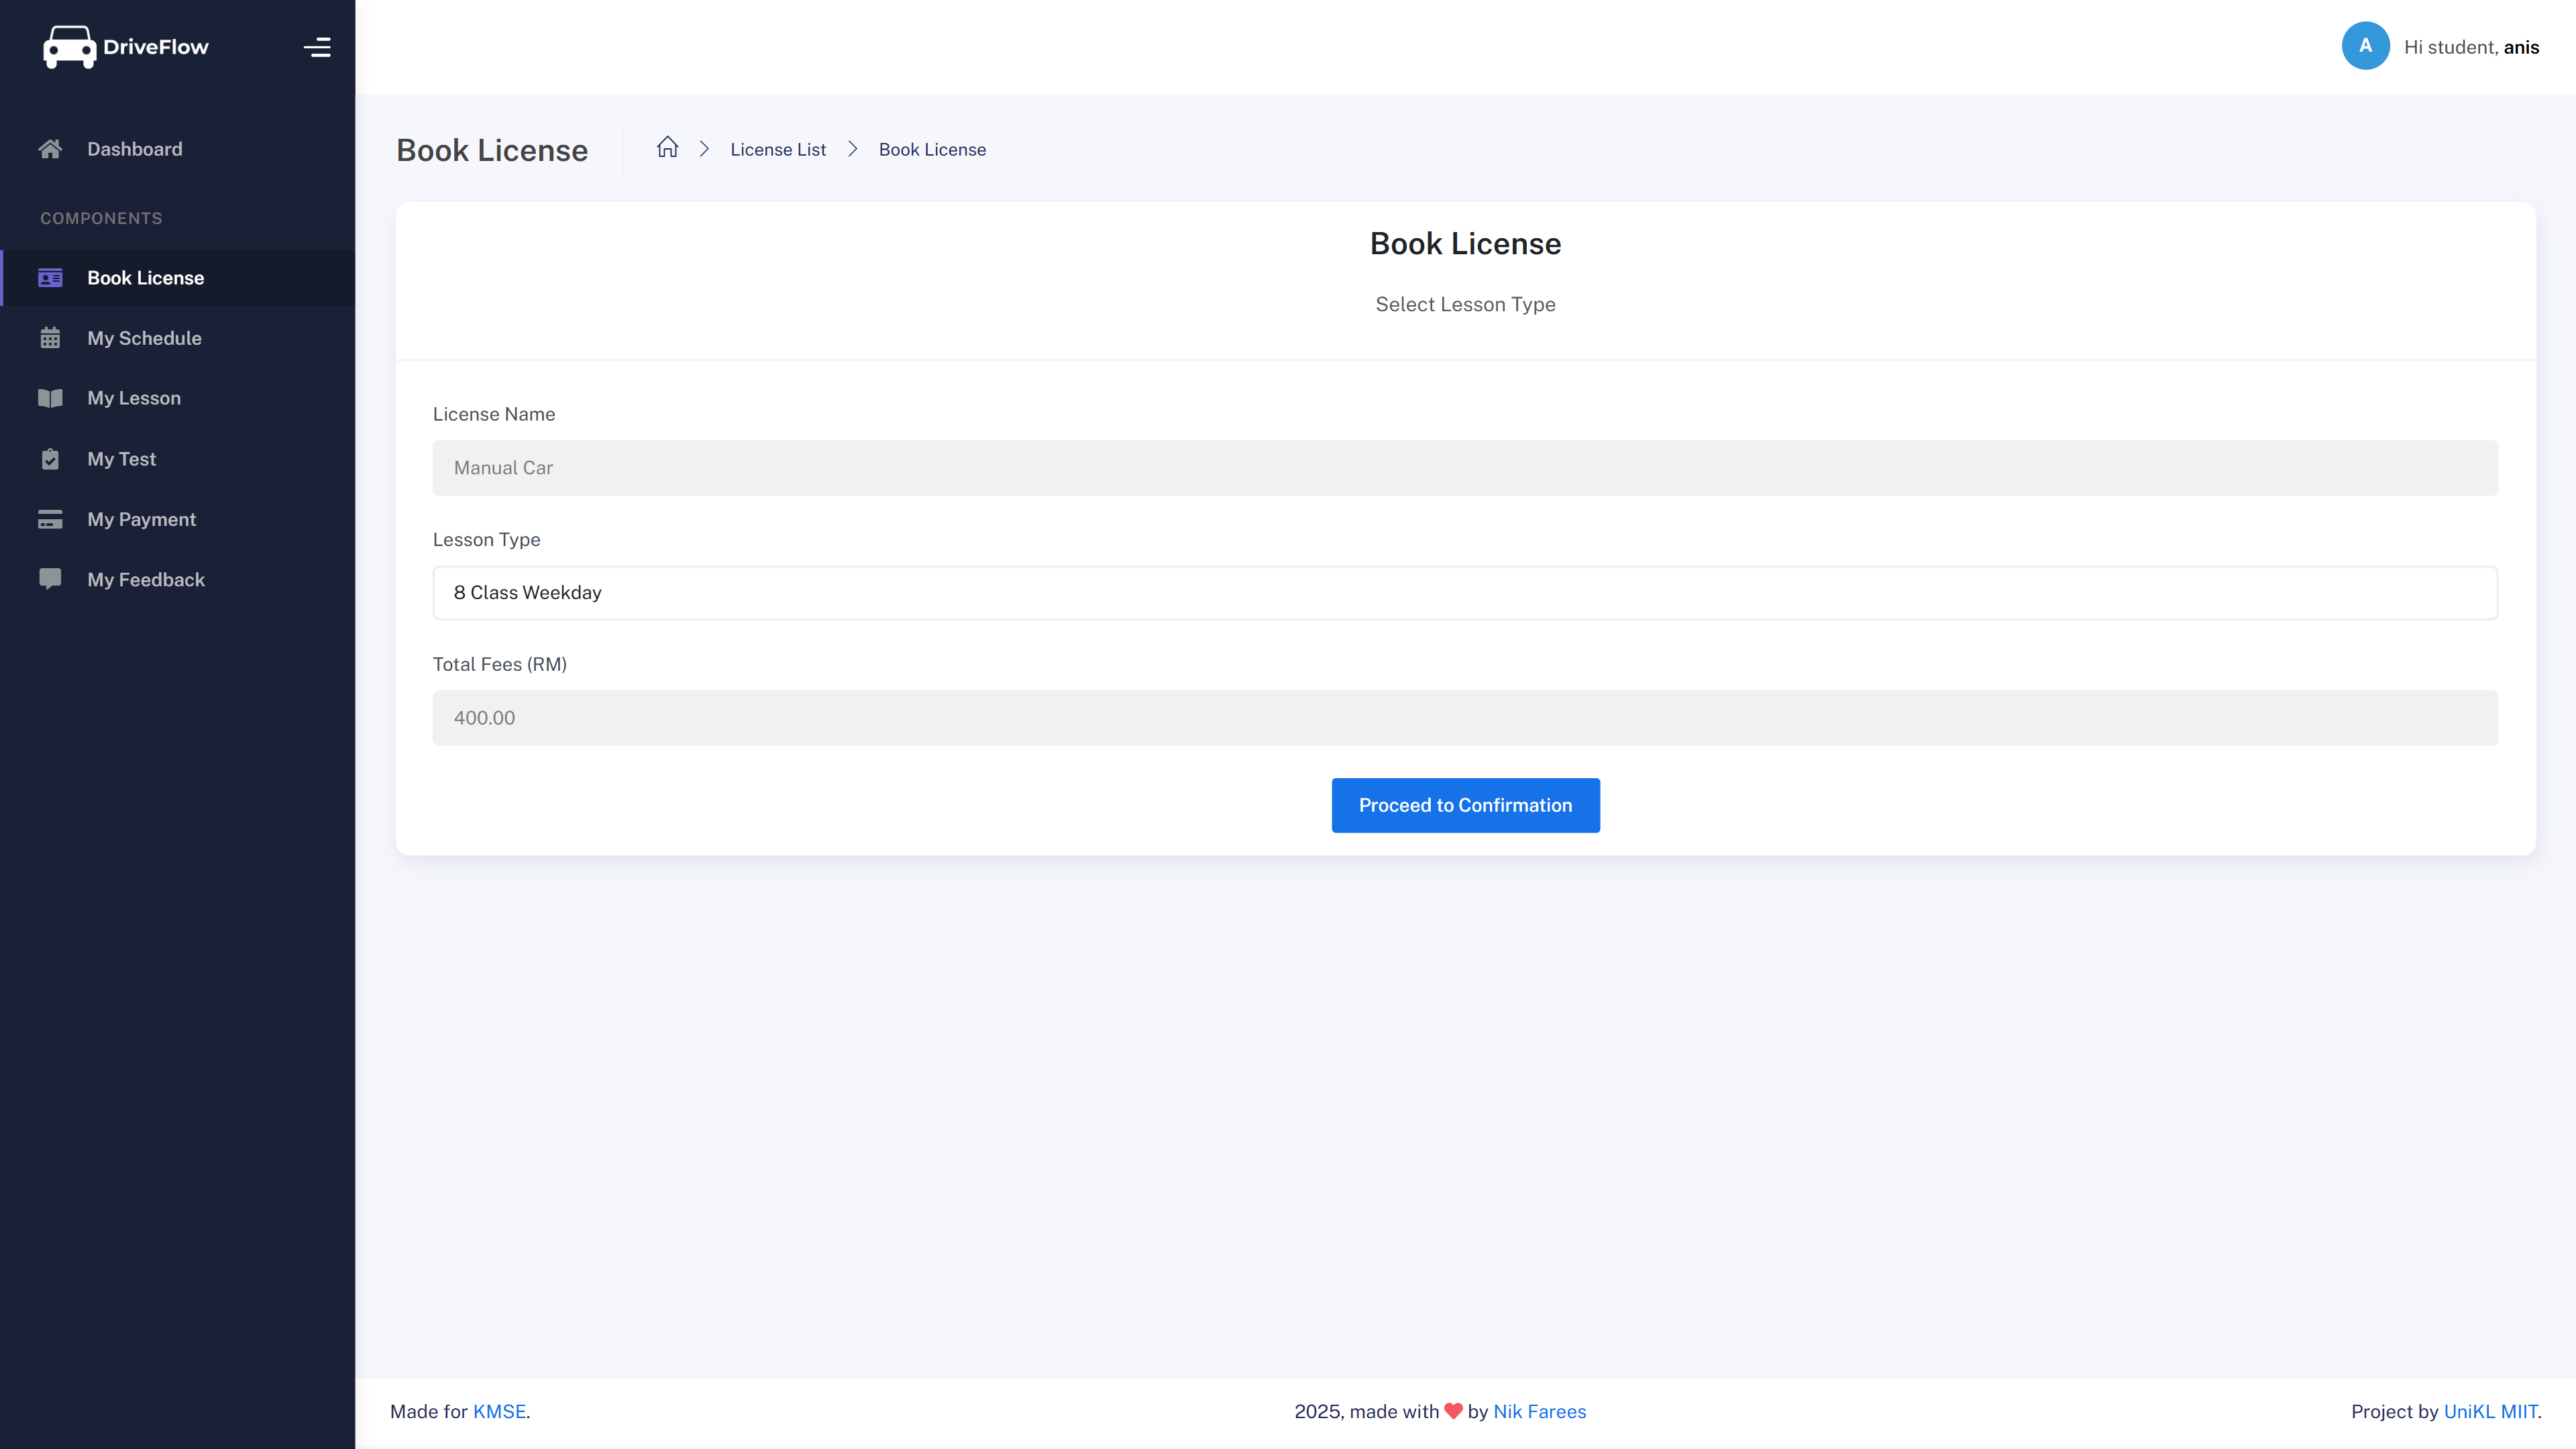 DriveFlow
Dashboard
COMPONENTS
Book License
My Schedule
My Lesson
My Test
My Payment
My Feedback
A Hi student, anis
Book License License List Book License
Book License
Select Lesson Type
License Name
Manual Car
Lesson Type
8 Class Weekday
Total Fees (RM)
400.00
Proceed to Confirmation
Made for KMSE. 2025, made with by Nik Farees Project by UniKL MIIT.